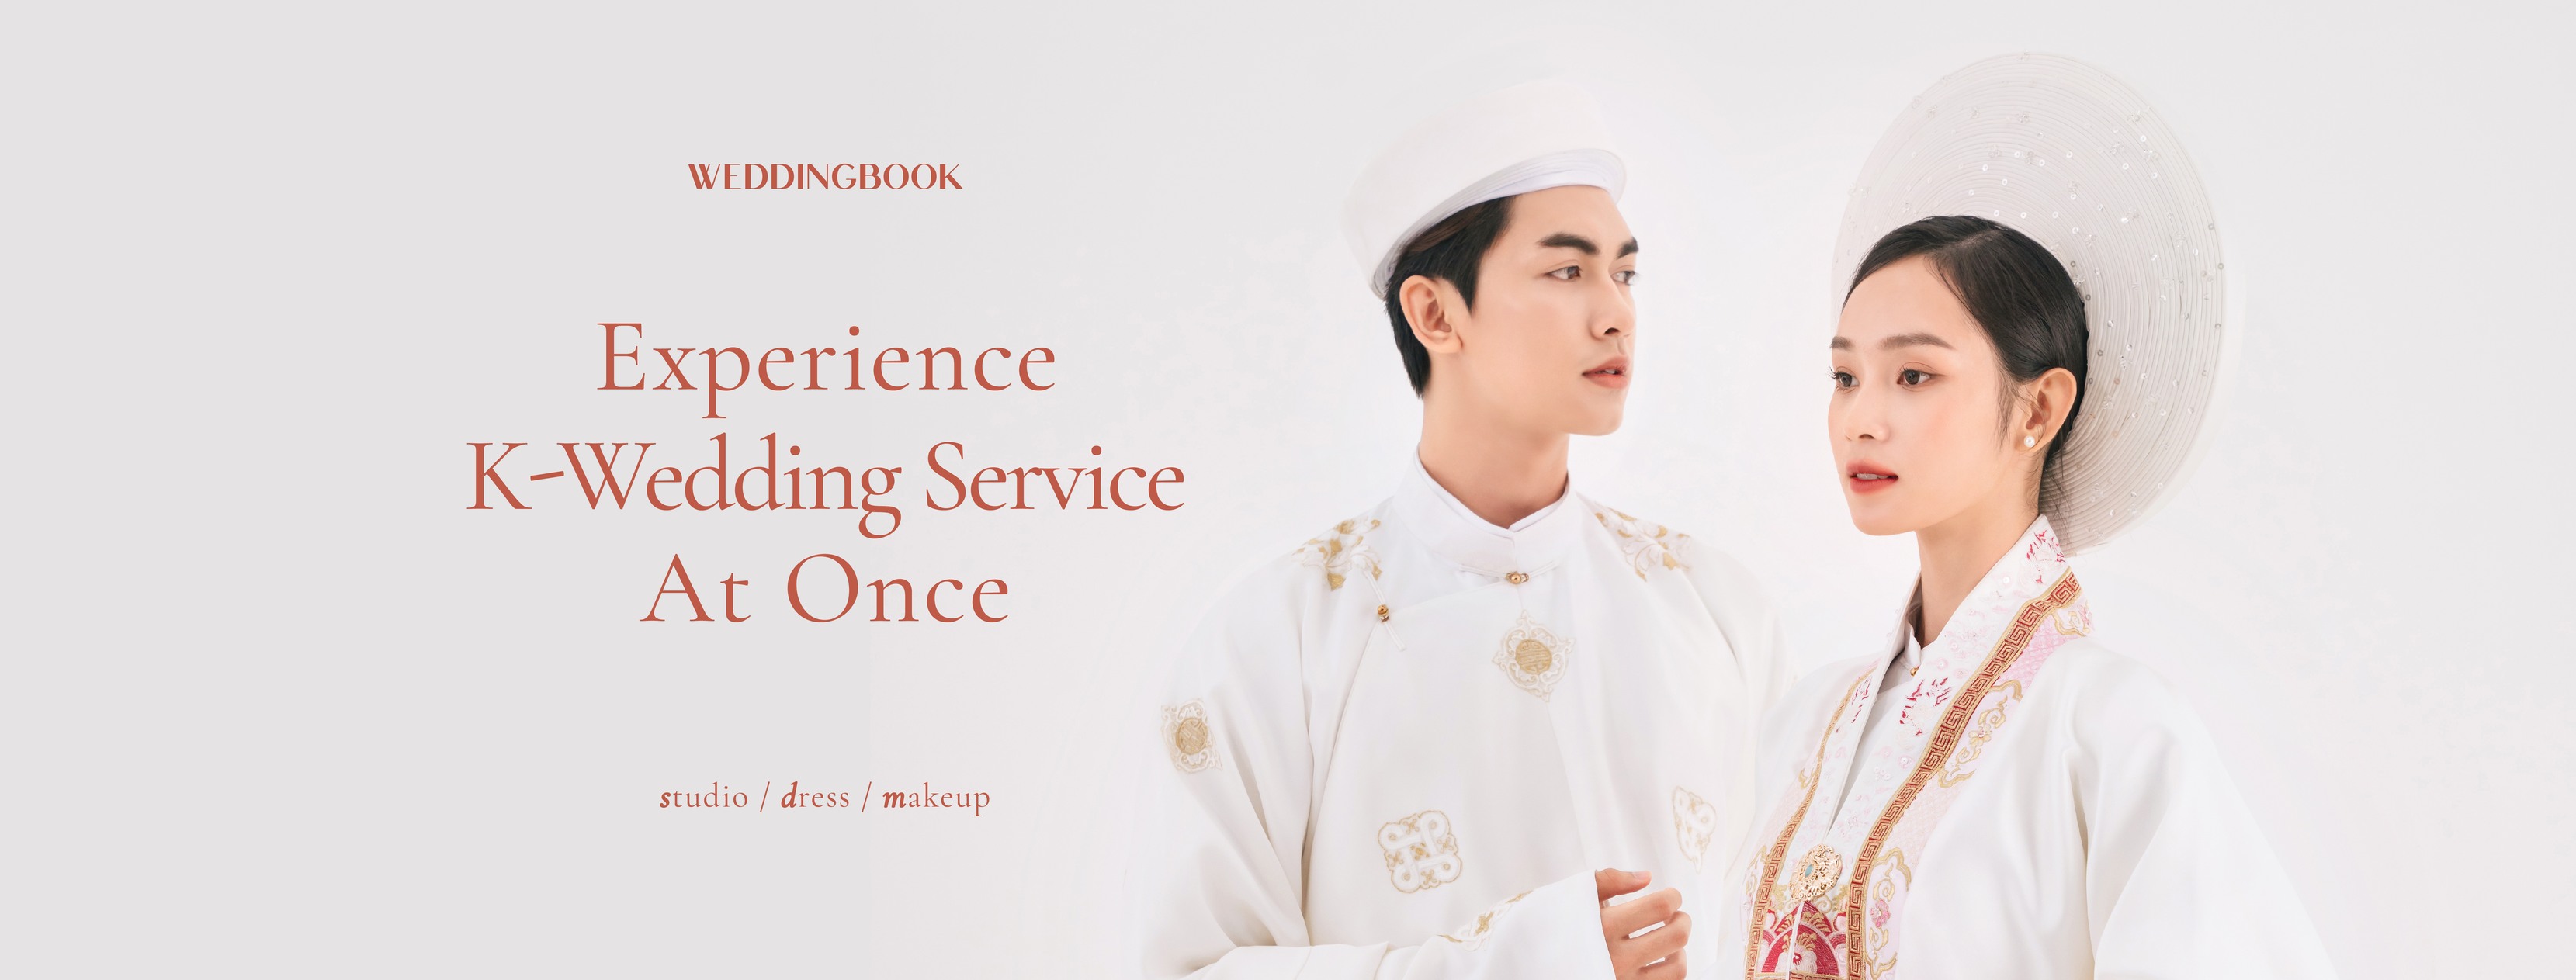 WEDDINGBOOK
Experience
K-Wedding Service
At Once
studio / dress / makeup